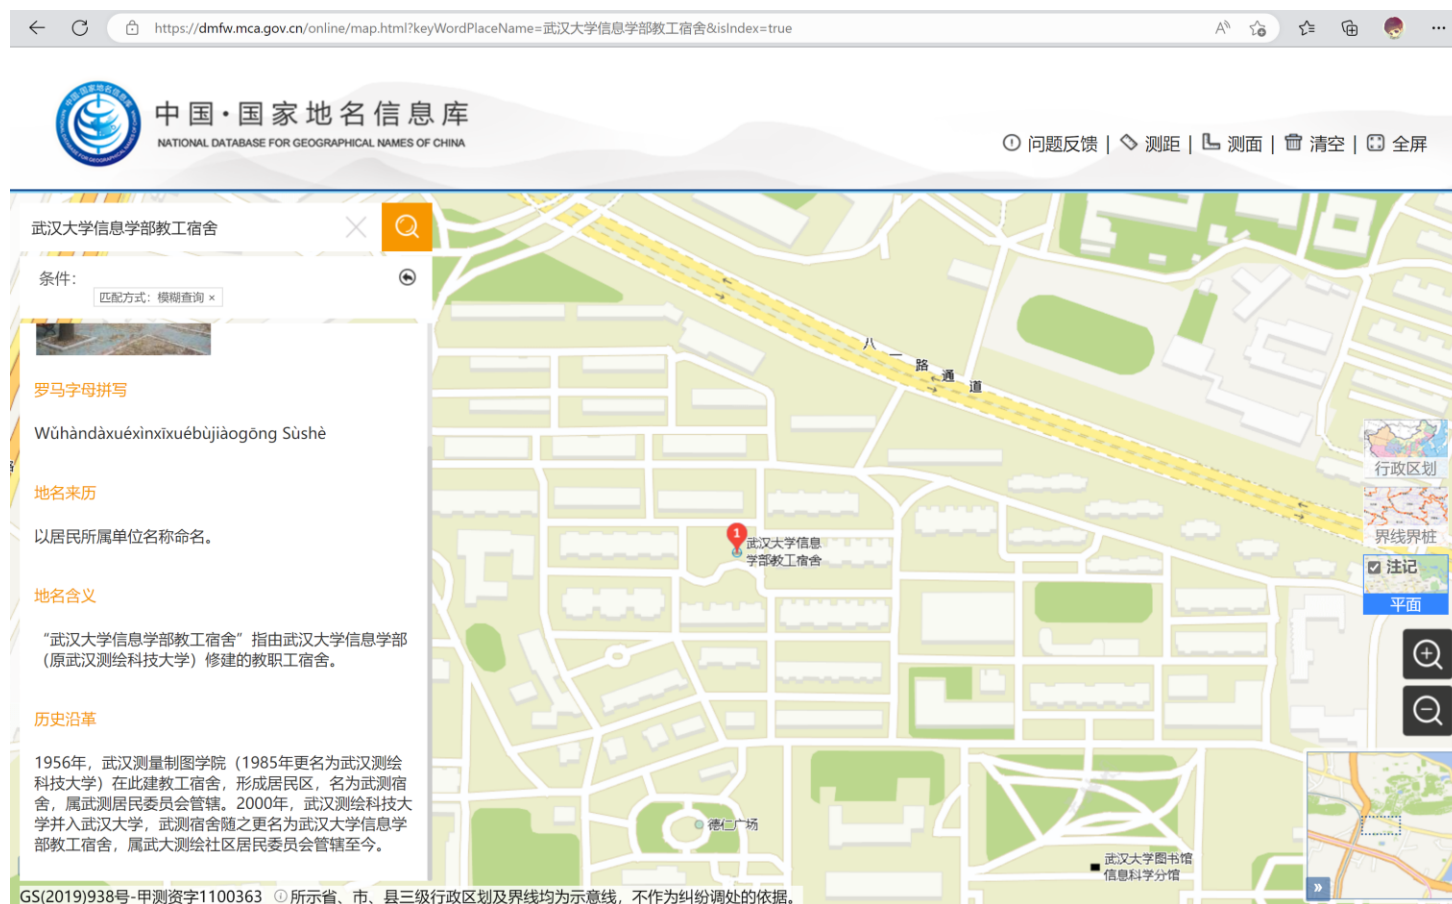 https://dmfw.mca.gov.cn/online/map.html?keyWordPlaceName=武汉大学信息学部教工宿舍&isIndex=true
中国·国家地名信息库
NATIONAL DATABASE FOR GEOGRAPHICAL NAMES OF CHINA
问题反馈 | 测距 | 测面 | 清空 | 全屏
武汉大学信息学部教工宿舍
条件：
匹配方式：模糊查询 ×
罗马字母拼写
Wǔhàndàxuéxìnxīxuébùjiàogōng Sùshè
地名来历
以居民所属单位名称命名。
地名含义
“武汉大学信息学部教工宿舍”指由武汉大学信息学部
（原武汉测绘科技大学）修建的教职工宿舍。
历史沿革
1956年，武汉测量制图学院（1985年更名为武汉测绘
科技大学）在此建教工宿舍，形成居民区，名为武测宿
舍，属武测居民委员会管辖。2000年，武汉测绘科技大
学并入武汉大学，武测宿舍随之更名为武汉大学信息学
部教工宿舍，属武大测绘社区居民委员会管辖至今。
八一路通道
1
武汉大学信息
学部教工宿舍
德仁广场
武汉大学图书馆
信息科学分馆
行政区划
界线界桩
注记
平面
GS(2019)938号-甲测资字1100363 所示省、市、县三级行政区划及界线均为示意线，不作为纠纷调处的依据。